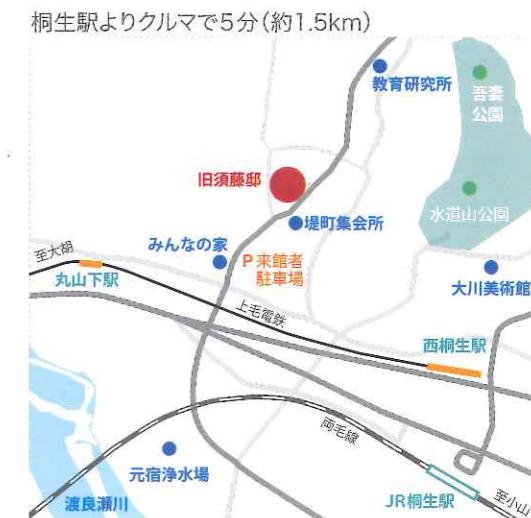 桐生駅よりクルマで5分（約1.5km）
教育研究所
吾妻
公園
旧須藤邸
水道山公園
堤町集会所
みんなの家
P 来館者
駐車場
至大胡
丸山下駅
大川美術館
上毛電鉄
西桐生駅
両毛線
元宿浄水場
渡良瀬川
JR桐生駅
至小山